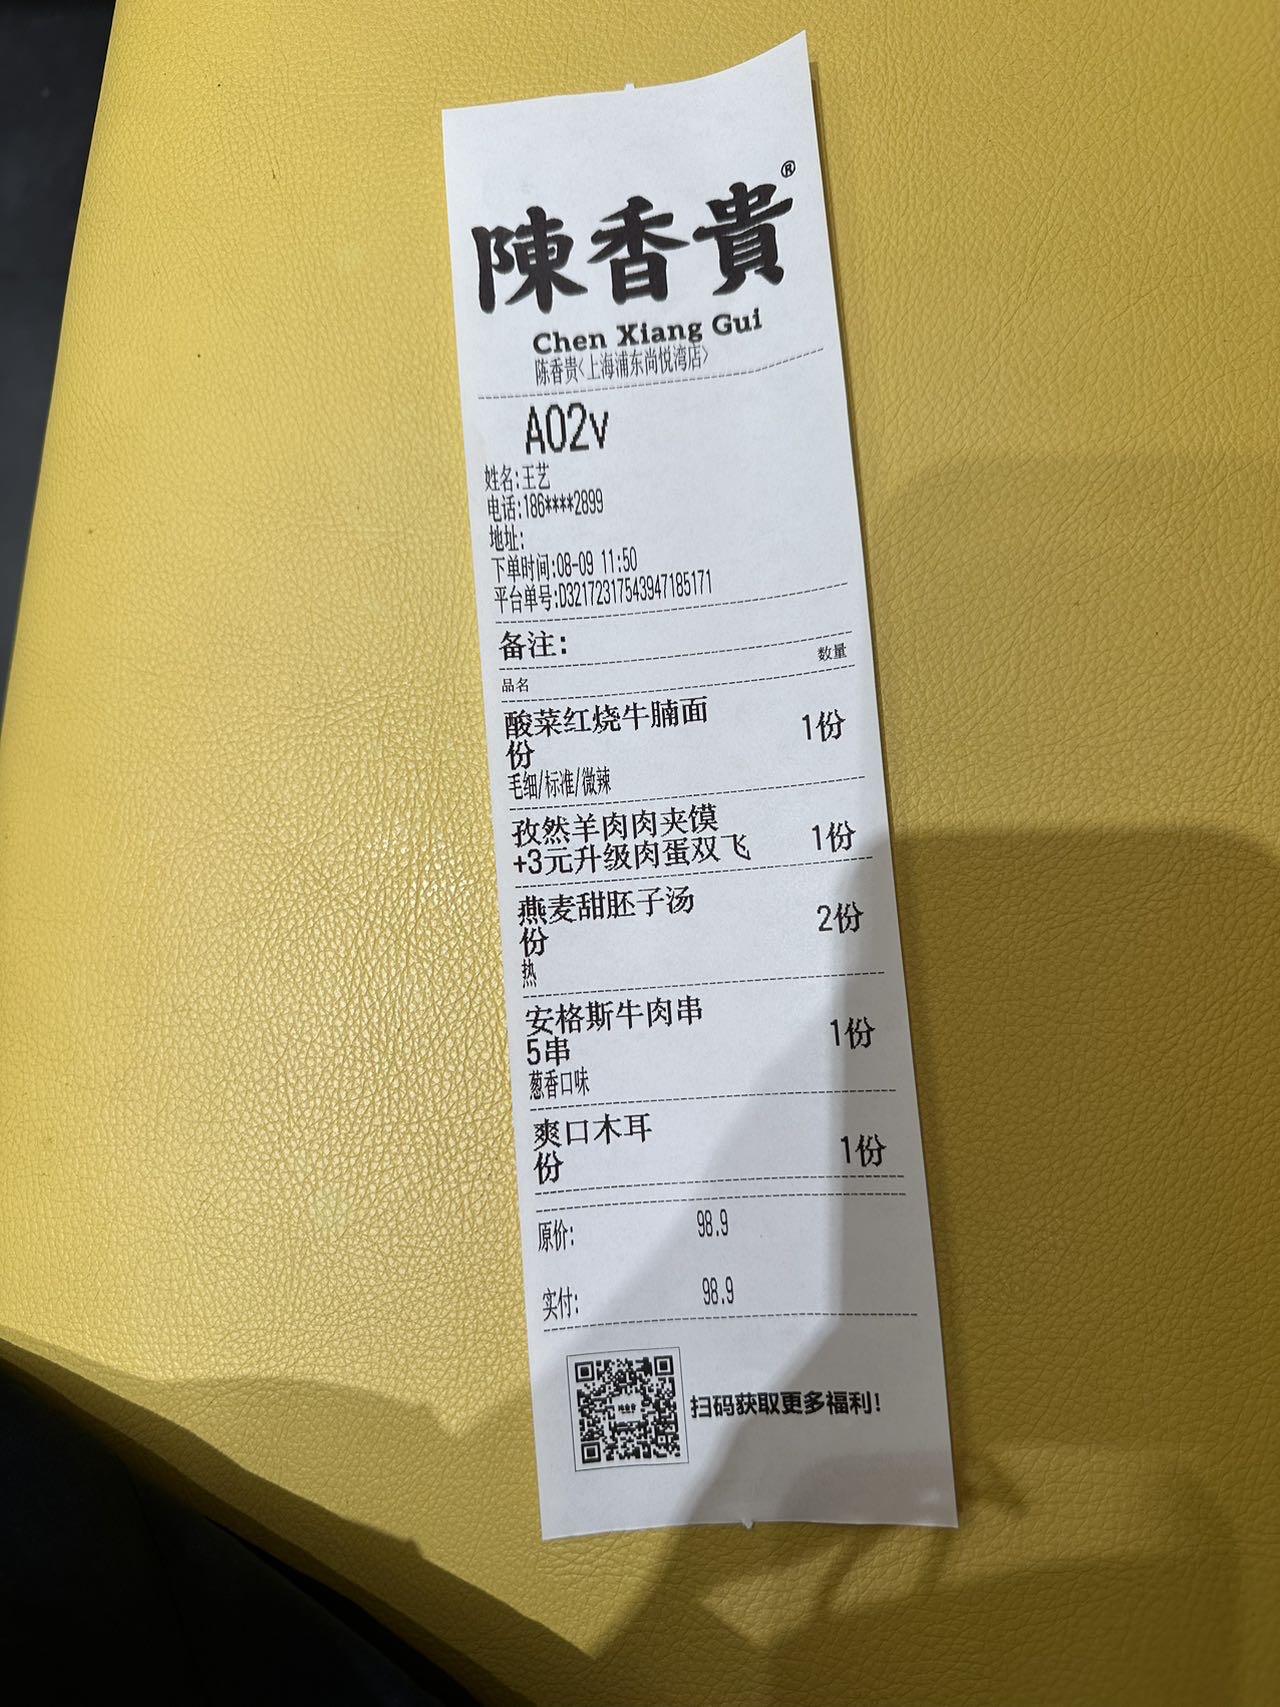 陳香貴®
Chen Xiang Gui
陈香贵<上海浦东尚悦湾店>
A02v
姓名:王艺
电话:186****2899
地址:
下单时间:08-09 11:50
平台单号:D32172317543947185171
备注:
品名 数量
酸菜红烧牛腩面 1份
份
毛细/标准/微辣
孜然羊肉肉夹馍 1份
+3元升级肉蛋双飞
燕麦甜胚子汤 2份
份
热
安格斯牛肉串 1份
5串
葱香口味
爽口木耳 1份
份
原价: 98.9
实付: 98.9
扫码获取更多福利!